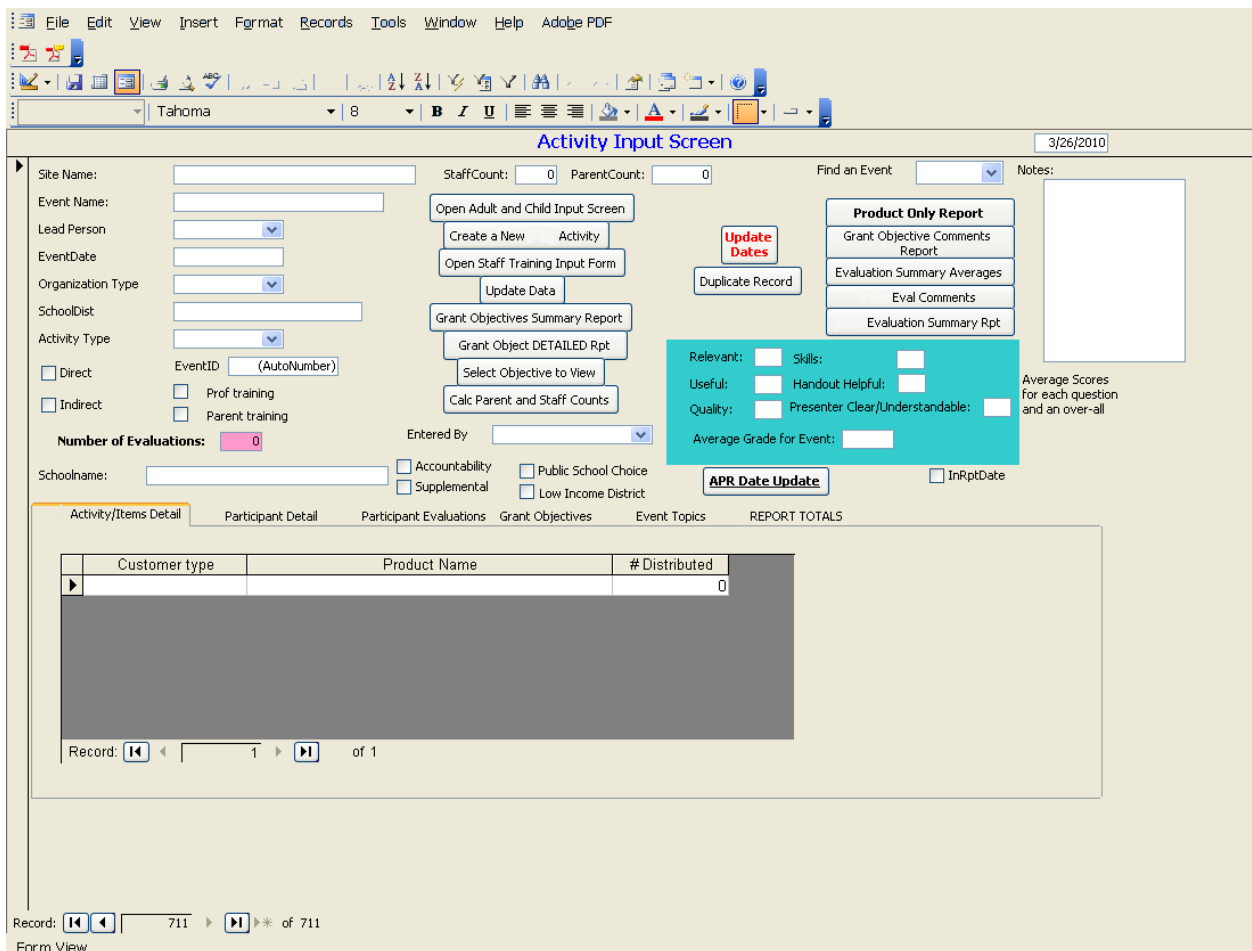 File Edit View Insert Format Records Tools Window Help Adobe PDF
Tahoma 8 B I U A
Activity Input Screen 3/26/2010
Site Name: StaffCount: 0 ParentCount: 0 Find an Event Notes:
Event Name: Open Adult and Child Input Screen Product Only Report
Lead Person Create a New Activity Update Dates Grant Objective Comments Report
EventDate Open Staff Training Input Form Evaluation Summary Averages
Organization Type Update Data Duplicate Record Eval Comments
SchoolDist Grant Objectives Summary Report Evaluation Summary Rpt
Activity Type Grant Object DETAILED Rpt
Relevant: Skills:
Direct EventID (AutoNumber) Select Objective to View
Useful: Handout Helpful:
Average Scores
for each question
and an over-all
Prof training Calc Parent and Staff Counts
Indirect Parent training Quality: Presenter Clear/Understandable:
Number of Evaluations: 0 Entered By Average Grade for Event:
Schoolname: Accountability Public School Choice APR Date Update InRptDate
Supplemental Low Income District
Activity/Items Detail Participant Detail Participant Evaluations Grant Objectives Event Topics REPORT TOTALS
Customer type Product Name # Distributed
0
Record: 1 of 1
Record: 711 of 711
Form View